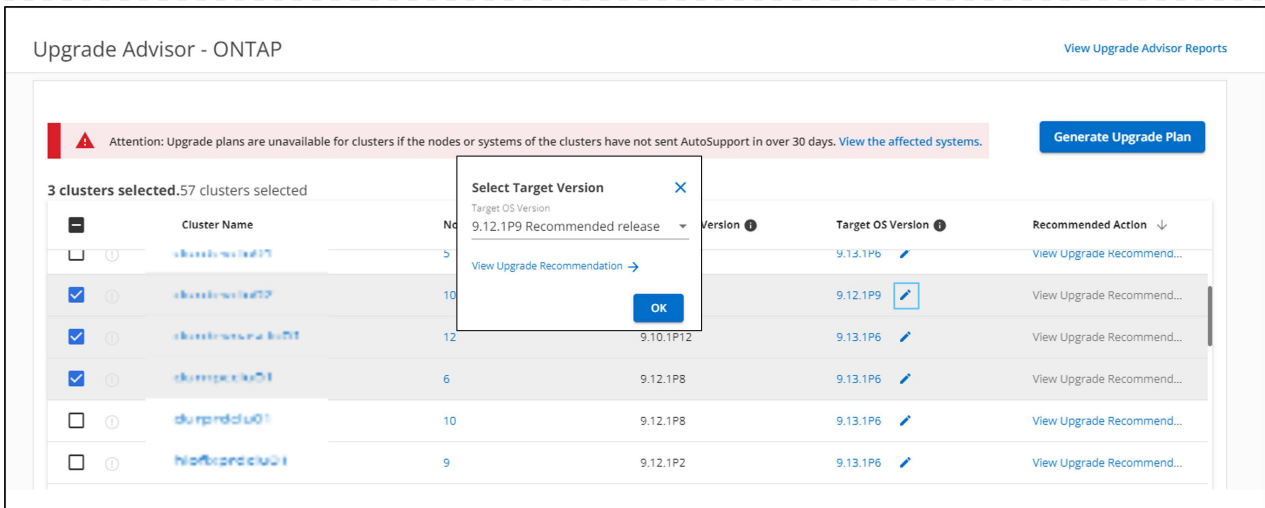 Upgrade Advisor - ONTAP
View Upgrade Advisor Reports
Attention: Upgrade plans are unavailable for clusters if the nodes or systems of the clusters have not sent AutoSupport in over 30 days. View the affected systems.
Generate Upgrade Plan
3 clusters selected.57 clusters selected
Select Target Version
Target OS Version
9.12.1P9 Recommended release
View Upgrade Recommendation
OK
Cluster Name No Version Target OS Version Recommended Action
5 9.13.1P6 View Upgrade Recommend...
10 9.12.1P9 View Upgrade Recommend...
12 9.10.1P12 9.13.1P6 View Upgrade Recommend...
6 9.12.1P8 9.13.1P6 View Upgrade Recommend...
10 9.12.1P8 9.13.1P6 View Upgrade Recommend...
9 9.12.1P2 9.13.1P6 View Upgrade Recommend...